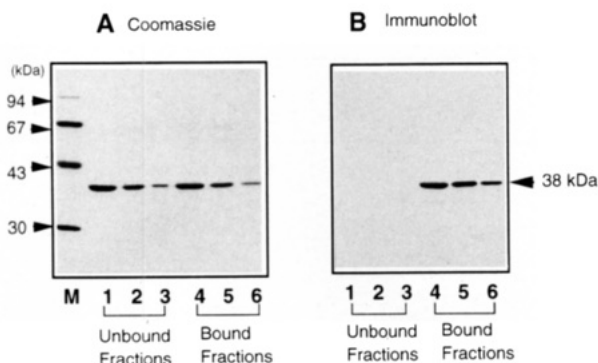 A Coomassie
B Immunoblot
(kDa)
94
67
43
30
38 kDa
M 1 2 3 4 5 6
1 2 3 4 5 6
Unbound Fractions
Bound Fractions
Unbound Fractions
Bound Fractions